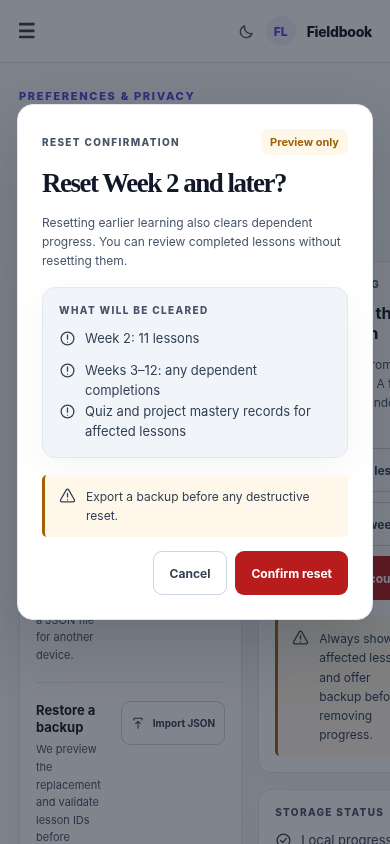 FL Fieldbook
PREFERENCES & PRIVACY
RESET CONFIRMATION
Preview only
Reset Week 2 and later?
Resetting earlier learning also clears dependent
progress. You can review completed lessons without
resetting them.
WHAT WILL BE CLEARED
Week 2: 11 lessons
Weeks 3–12: any dependent
completions
Quiz and project mastery records for
affected lessons
Export a backup before any destructive
reset.
Cancel
Confirm reset
a JSON file
for another
device.
Restore a
backup
We preview
the
replacement
and validate
lesson IDs
before
Import JSON
Always show
affected
and offer
backup
removing
progress.
STORAGE STATUS
Local progress